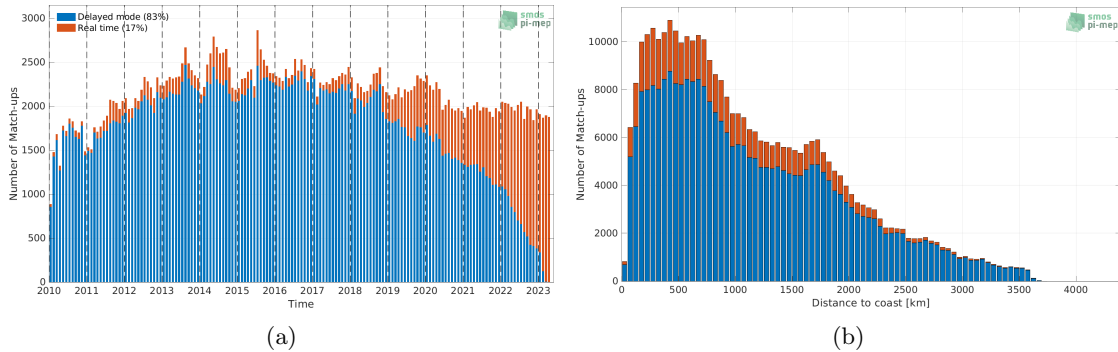 Delayed mode (83%)
Real time (17%)
smos
pi-mep
Number of Match-ups
3000
2500
2000
1500
1000
500
0
2010 2011 2012 2013 2014 2015 2016 2017 2018 2019 2020 2021 2022 2023
Time
(a)
smos
pi-mep
Number of Match-ups
10000
8000
6000
4000
2000
0
0 500 1000 1500 2000 2500 3000 3500 4000
Distance to coast [km]
(b)